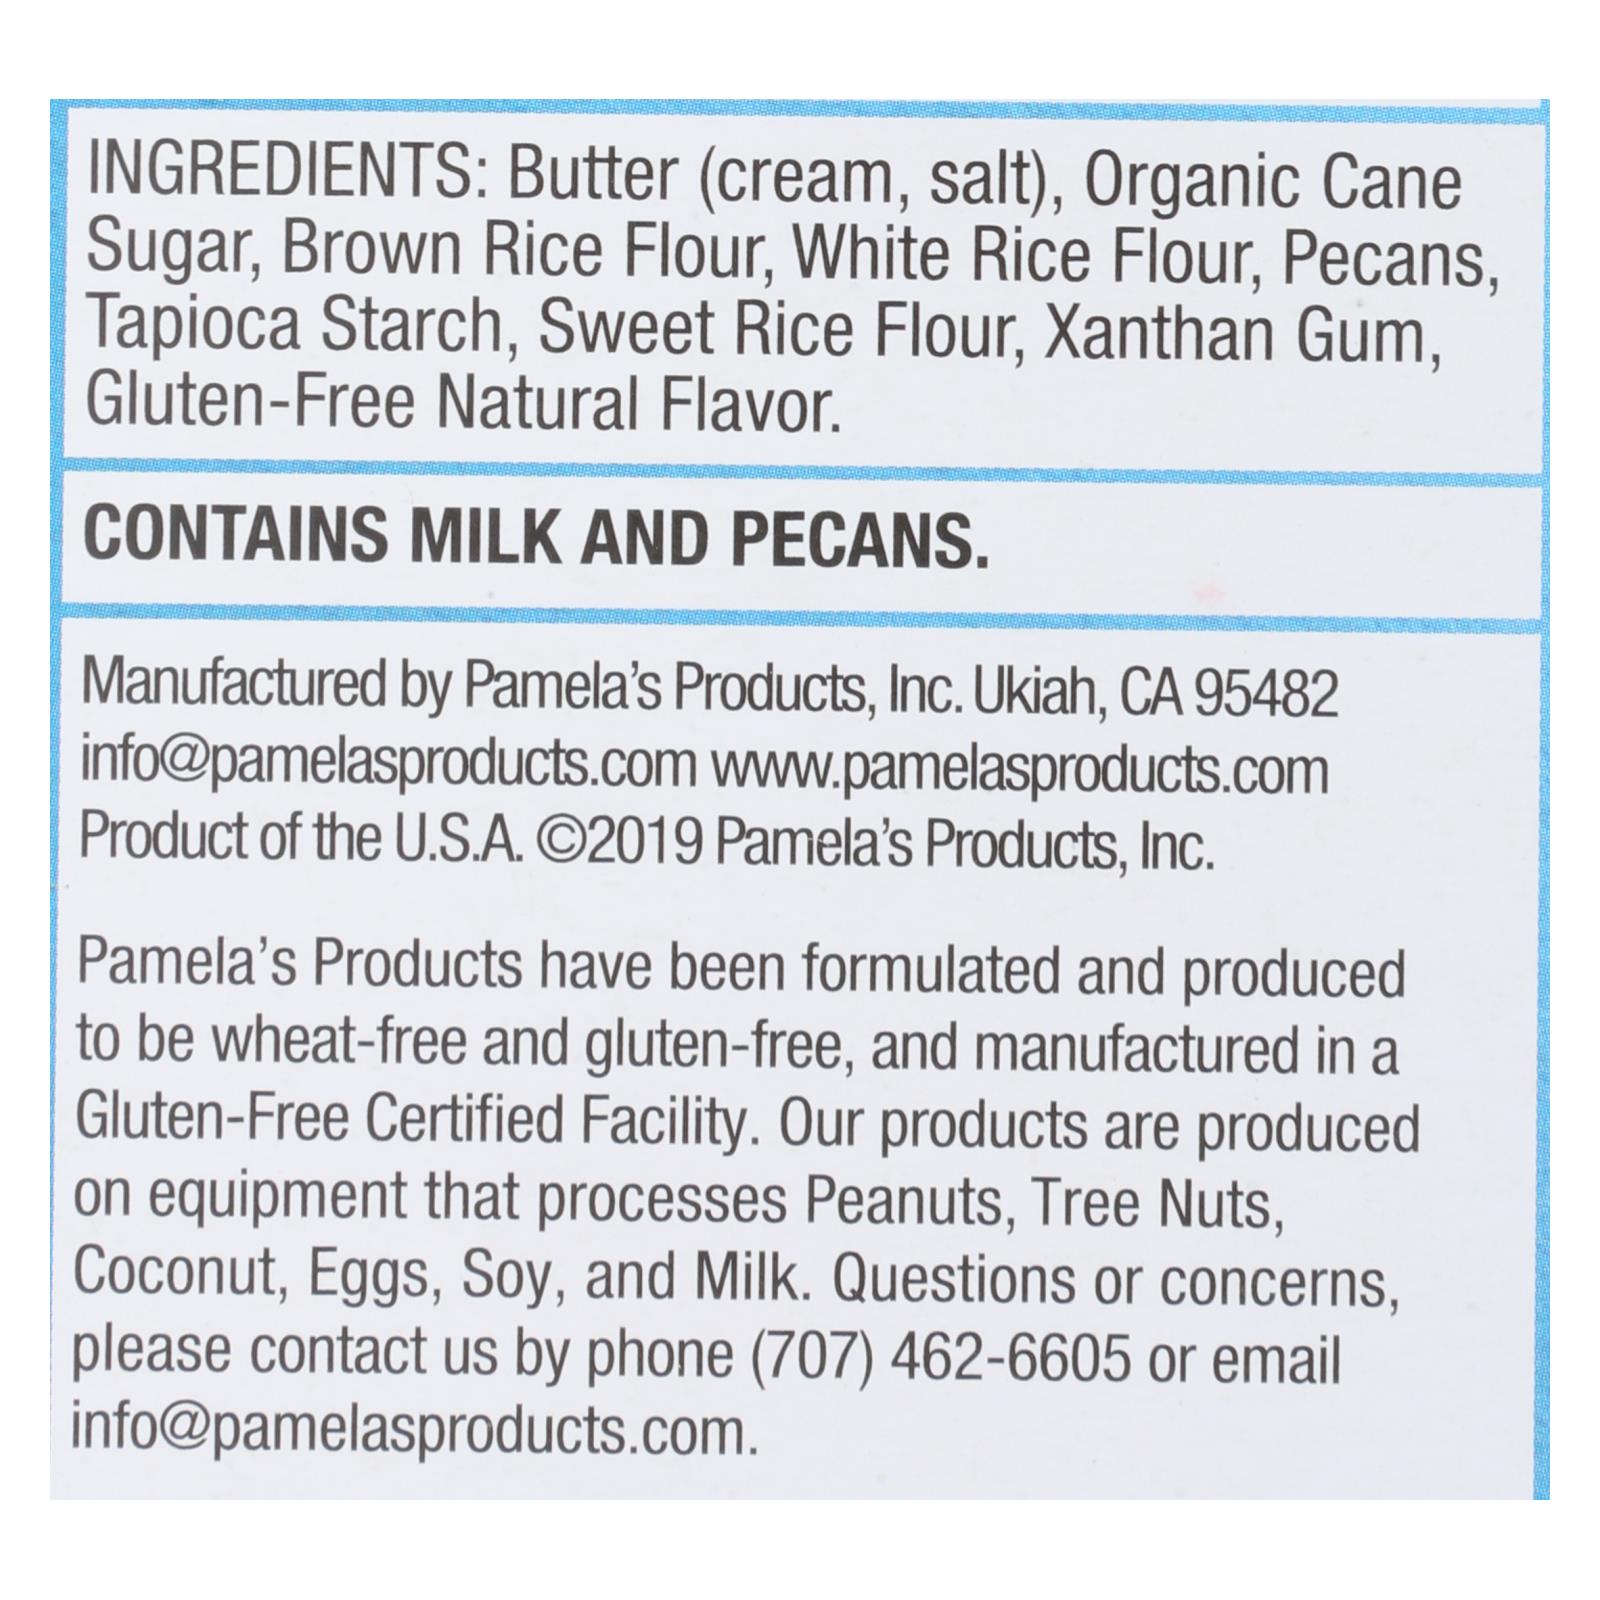 INGREDIENTS: Butter (cream, salt), Organic Cane
Sugar, Brown Rice Flour, White Rice Flour, Pecans,
Tapioca Starch, Sweet Rice Flour, Xanthan Gum,
Gluten-Free Natural Flavor.
CONTAINS MILK AND PECANS.
Manufactured by Pamela's Products, Inc. Ukiah, CA 95482
info@pamelasproducts.com www.pamelasproducts.com
Product of the U.S.A. ©2019 Pamela's Products, Inc.
Pamela's Products have been formulated and produced
to be wheat-free and gluten-free, and manufactured in a
Gluten-Free Certified Facility. Our products are produced
on equipment that processes Peanuts, Tree Nuts,
Coconut, Eggs, Soy, and Milk. Questions or concerns,
please contact us by phone (707) 462-6605 or email
info@pamelasproducts.com.